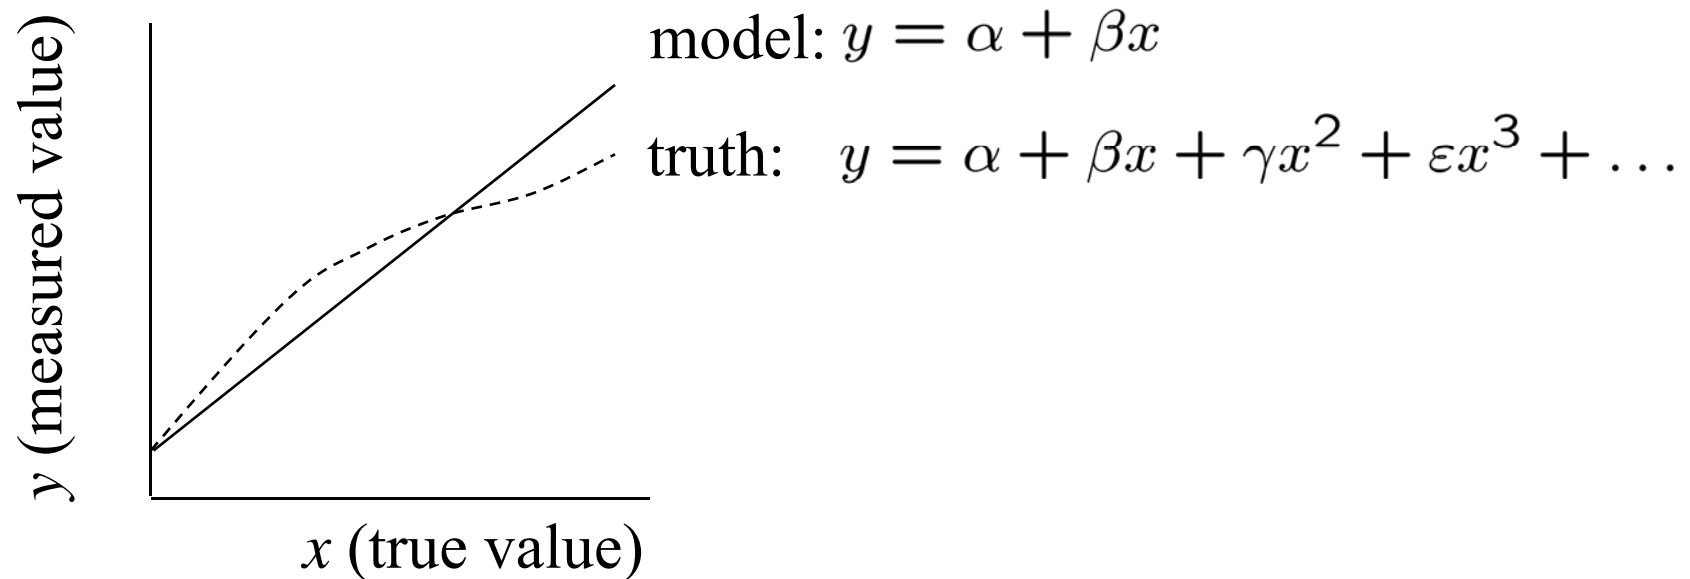 y (measured value)
model: y = α + βx
truth: y = α + βx + γx² + εx³ + ...
x (true value)